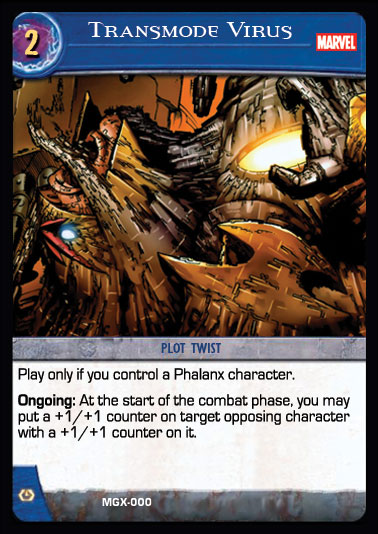 2
Transmode Virus
MARVEL
PLOT TWIST
Play only if you control a Phalanx character.
Ongoing: At the start of the combat phase, you may
put a +1/+1 counter on target opposing character
with a +1/+1 counter on it.
MGX-000